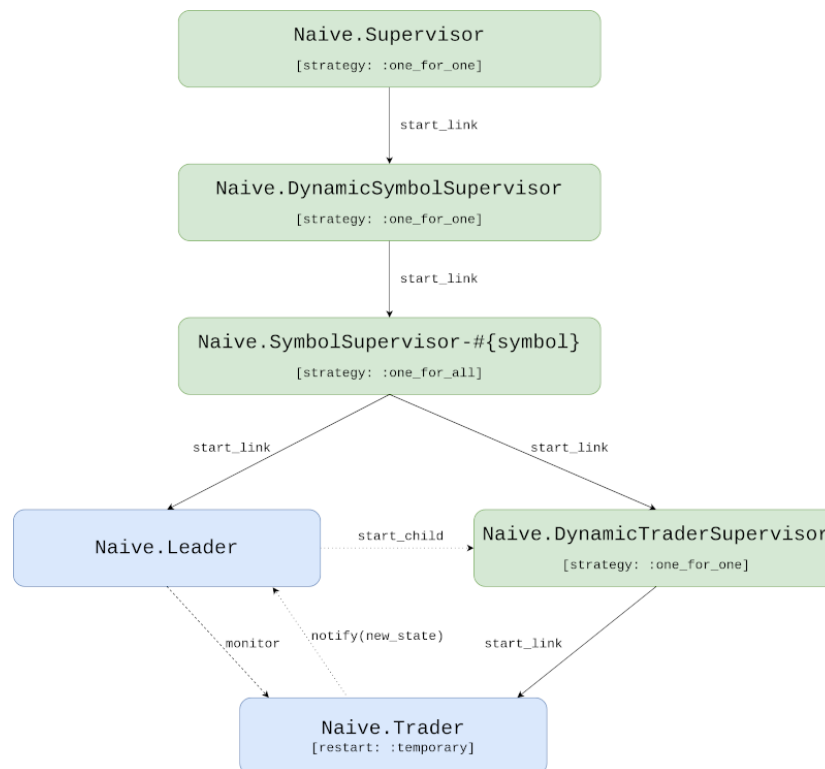 Naive.Supervisor
[strategy: :one_for_one]
start_link
Naive.DynamicSymbolSupervisor
[strategy: :one_for_one]
start_link
Naive.SymbolSupervisor-#{symbol}
[strategy: :one_for_all]
start_link
start_link
Naive.Leader
start_child
Naive.DynamicTraderSupervisor
[strategy: :one_for_one]
monitor
notify(new_state)
start_link
Naive.Trader
[restart: :temporary]